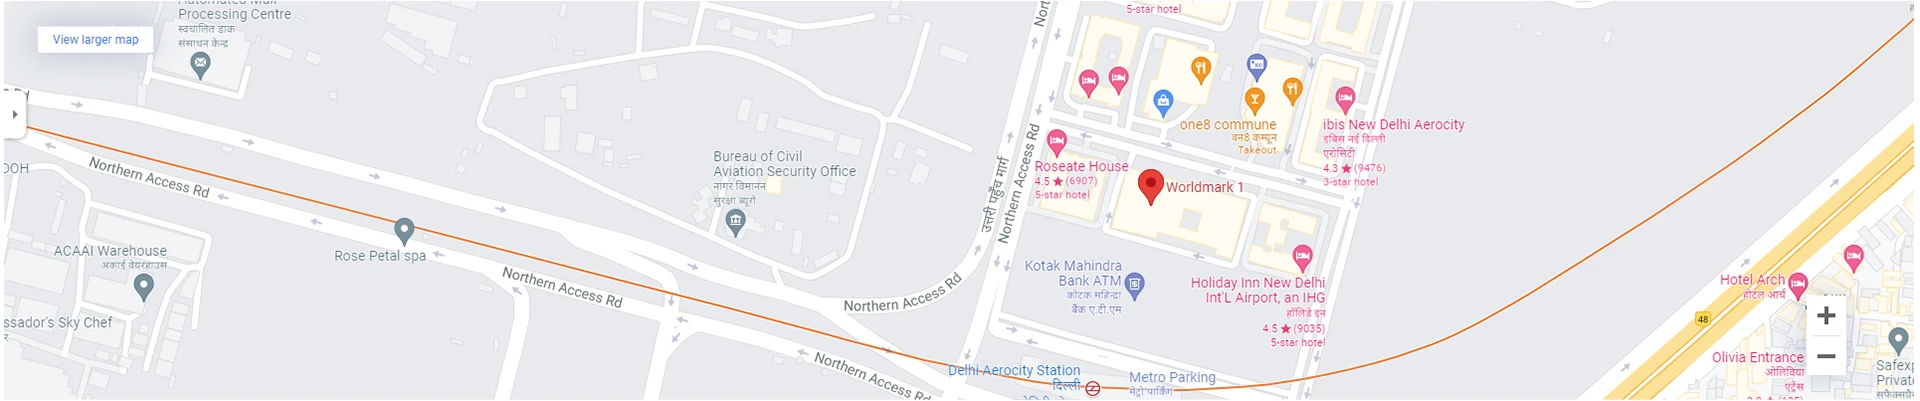 Automated Mail
Processing Centre
स्वचालित डाक
संसाधन केन्द्र
View larger map
Northern Access Rd
Rose Petal spa
ACAAI Warehouse
अकाई वेयरहाउस
ssador's Sky Chef
Northern Access Rd
Bureau of Civil
Aviation Security Office
नागर विमानन
सुरक्षा ब्यूरो
Northern Access Rd
Northern Access Rd
उत्तरी पहुँच मार्ग
Northern Access Rd
5-star hotel
one8 commune
वन8 कम्यून
Takeout
ibis New Delhi Aerocity
इबिस नई दिल्ली
एरोसिटी
4.3 ★ (9476)
3-star hotel
Roseate House
4.5 ★ (6907)
5-star hotel
Worldmark 1
Kotak Mahindra
Bank ATM
कोटक महिन्द्रा
बैंक ए.टी.एम
Holiday Inn New Delhi
Int'L Airport, an IHG
हॉलिडे इन
4.5 ★ (9035)
5-star hotel
Delhi Aerocity Station
दिल्ली
Metro Parking
मेट्रो पार्किंग
48
Hotel Arch
होटल आर्च
+
−
Olivia Entrance
ओलिविया
एंट्रेंस
Safexp
Private